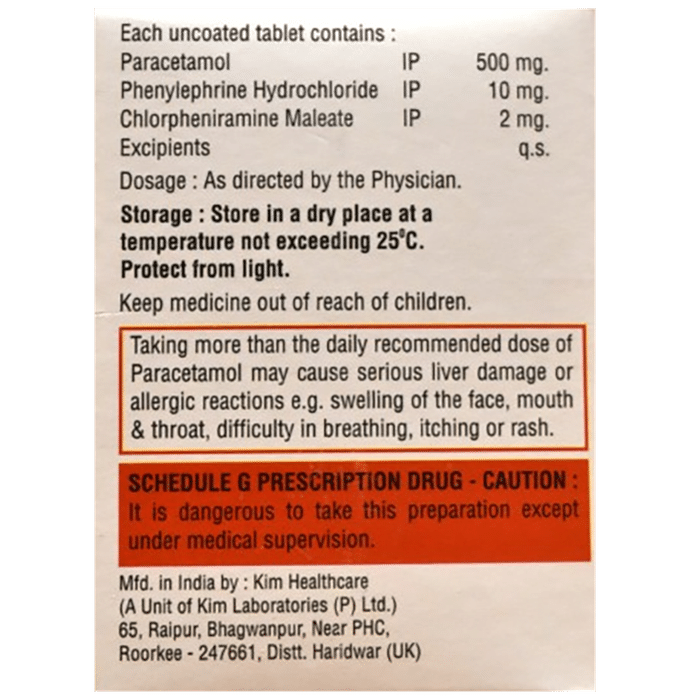 Each uncoated tablet contains :
Paracetamol IP 500 mg.
Phenylephrine Hydrochloride IP 10 mg.
Chlorpheniramine Maleate IP 2 mg.
Excipients q.s.
Dosage : As directed by the Physician.
Storage : Store in a dry place at a
temperature not exceeding 25⁰C.
Protect from light.
Keep medicine out of reach of children.
Taking more than the daily recommended dose of
Paracetamol may cause serious liver damage or
allergic reactions e.g. swelling of the face, mouth
& throat, difficulty in breathing, itching or rash.
SCHEDULE G PRESCRIPTION DRUG - CAUTION :
It is dangerous to take this preparation except
under medical supervision.
Mfd. in India by : Kim Healthcare
(A Unit of Kim Laboratories (P) Ltd.)
65, Raipur, Bhagwanpur, Near PHC,
Roorkee - 247661, Distt. Haridwar (UK)